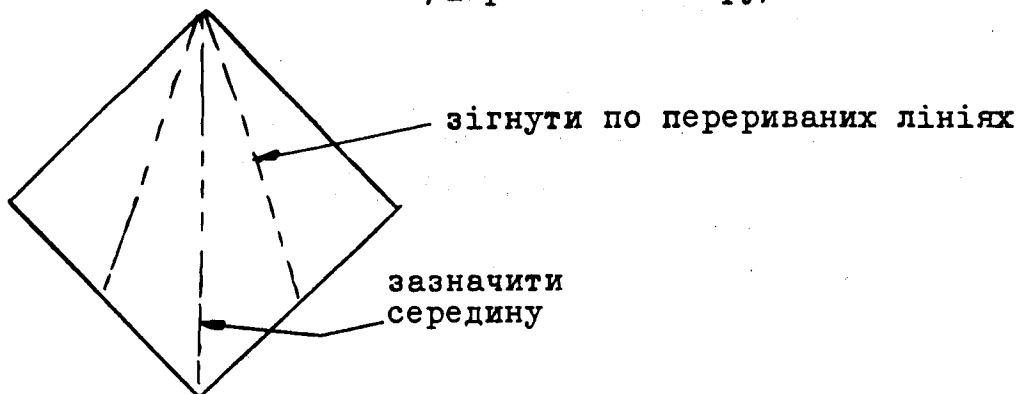 зігнути по перериваних лініях
зазначити
середину